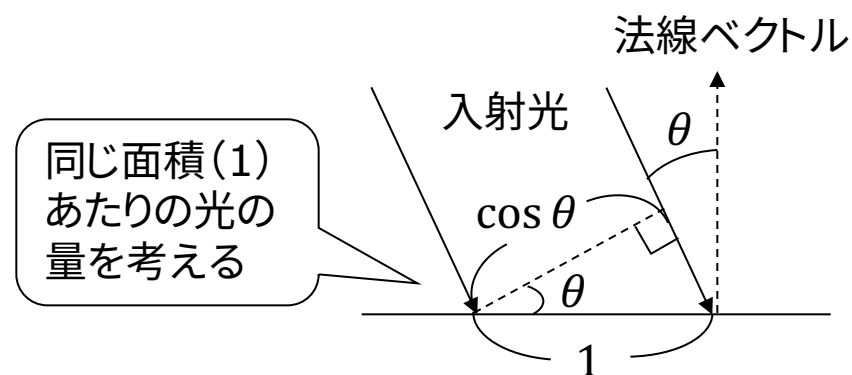 法線ベクトル
入射光
θ
同じ面積（1）
あたりの光の
量を考える
cos θ
θ
1